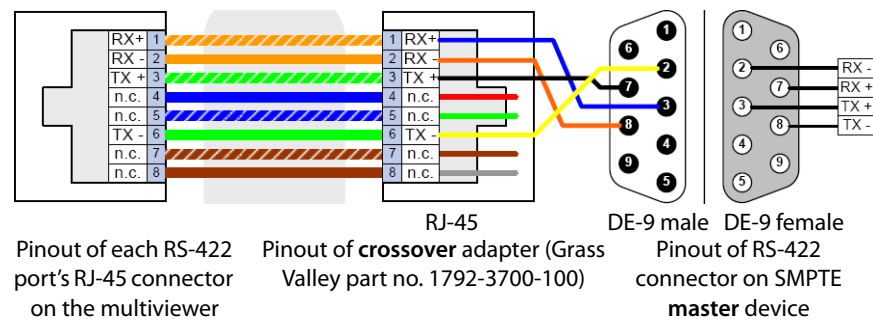 RX+ 1
RX - 2
TX + 3
n.c. 4
n.c. 5
TX - 6
n.c. 7
n.c. 8
1 RX+
2 RX -
3 TX +
4 n.c.
5 n.c.
6 TX -
7 n.c.
8 n.c.
1
6
2
7
3
8
4
9
5
1
6
2
7
3
8
4
9
5
RX -
RX +
TX +
TX -
RJ-45
DE-9 male
DE-9 female
Pinout of each RS-422
port's RJ-45 connector
on the multiviewer
Pinout of crossover adapter (Grass
Valley part no. 1792-3700-100)
Pinout of RS-422
connector on SMPTE
master device